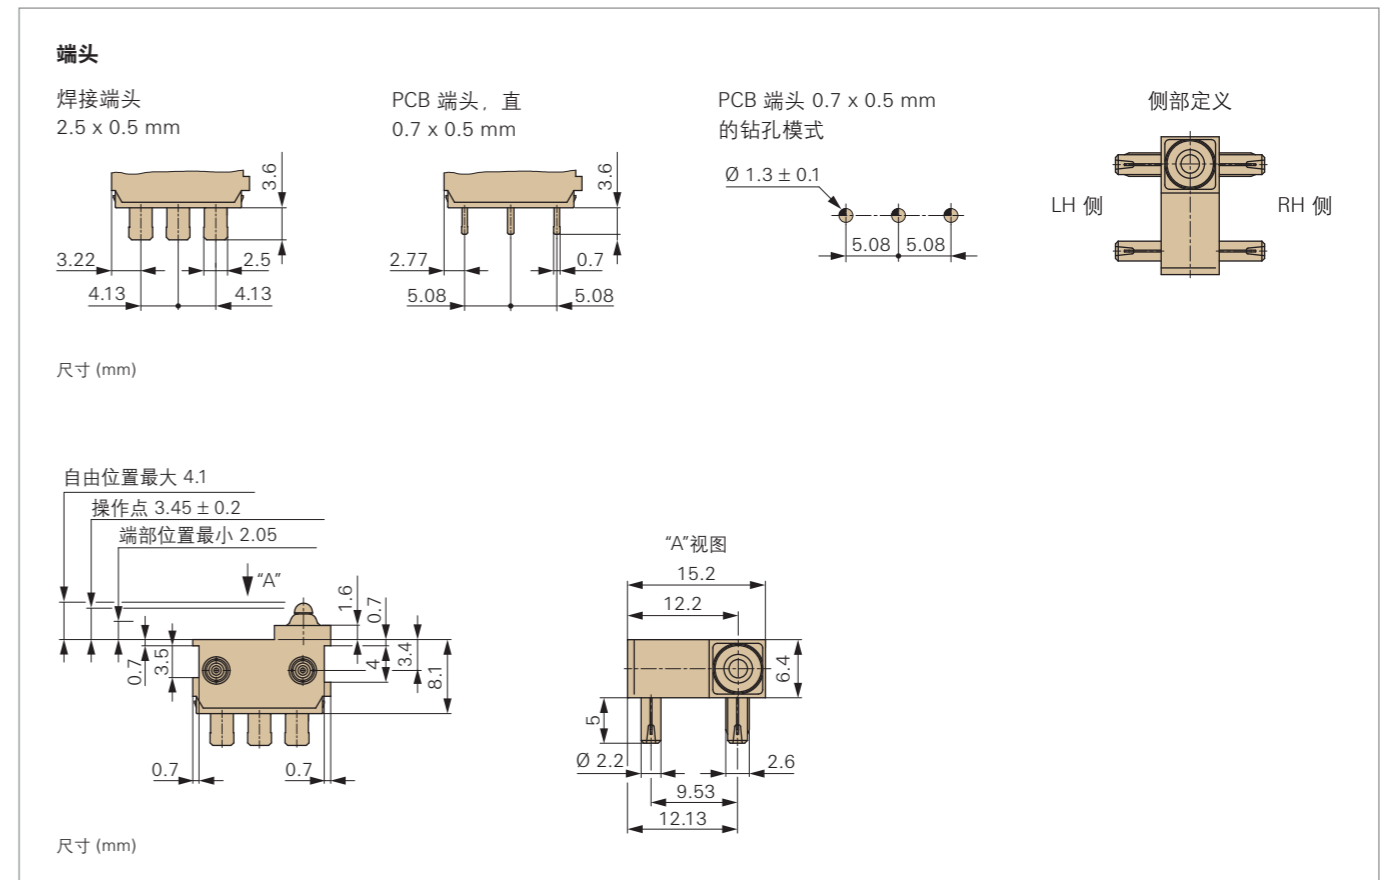 端头
焊接端头
2.5 x 0.5 mm
3.6
3.22
2.5
4.13
4.13
PCB 端头，直
0.7 x 0.5 mm
3.6
2.77
0.7
5.08
5.08
PCB 端头 0.7 x 0.5 mm
的钻孔模式
Ø 1.3 ± 0.1
5.08
5.08
侧部定义
LH 侧
RH 侧
尺寸 (mm)
自由位置最大 4.1
操作点 3.45 ± 0.2
端部位置最小 2.05
“A”
1.6
0.7
0.7
3.5
4
3.4
8.1
0.7
0.7
“A”视图
15.2
12.2
6.4
5
Ø 2.2
2.6
9.53
12.13
尺寸 (mm)